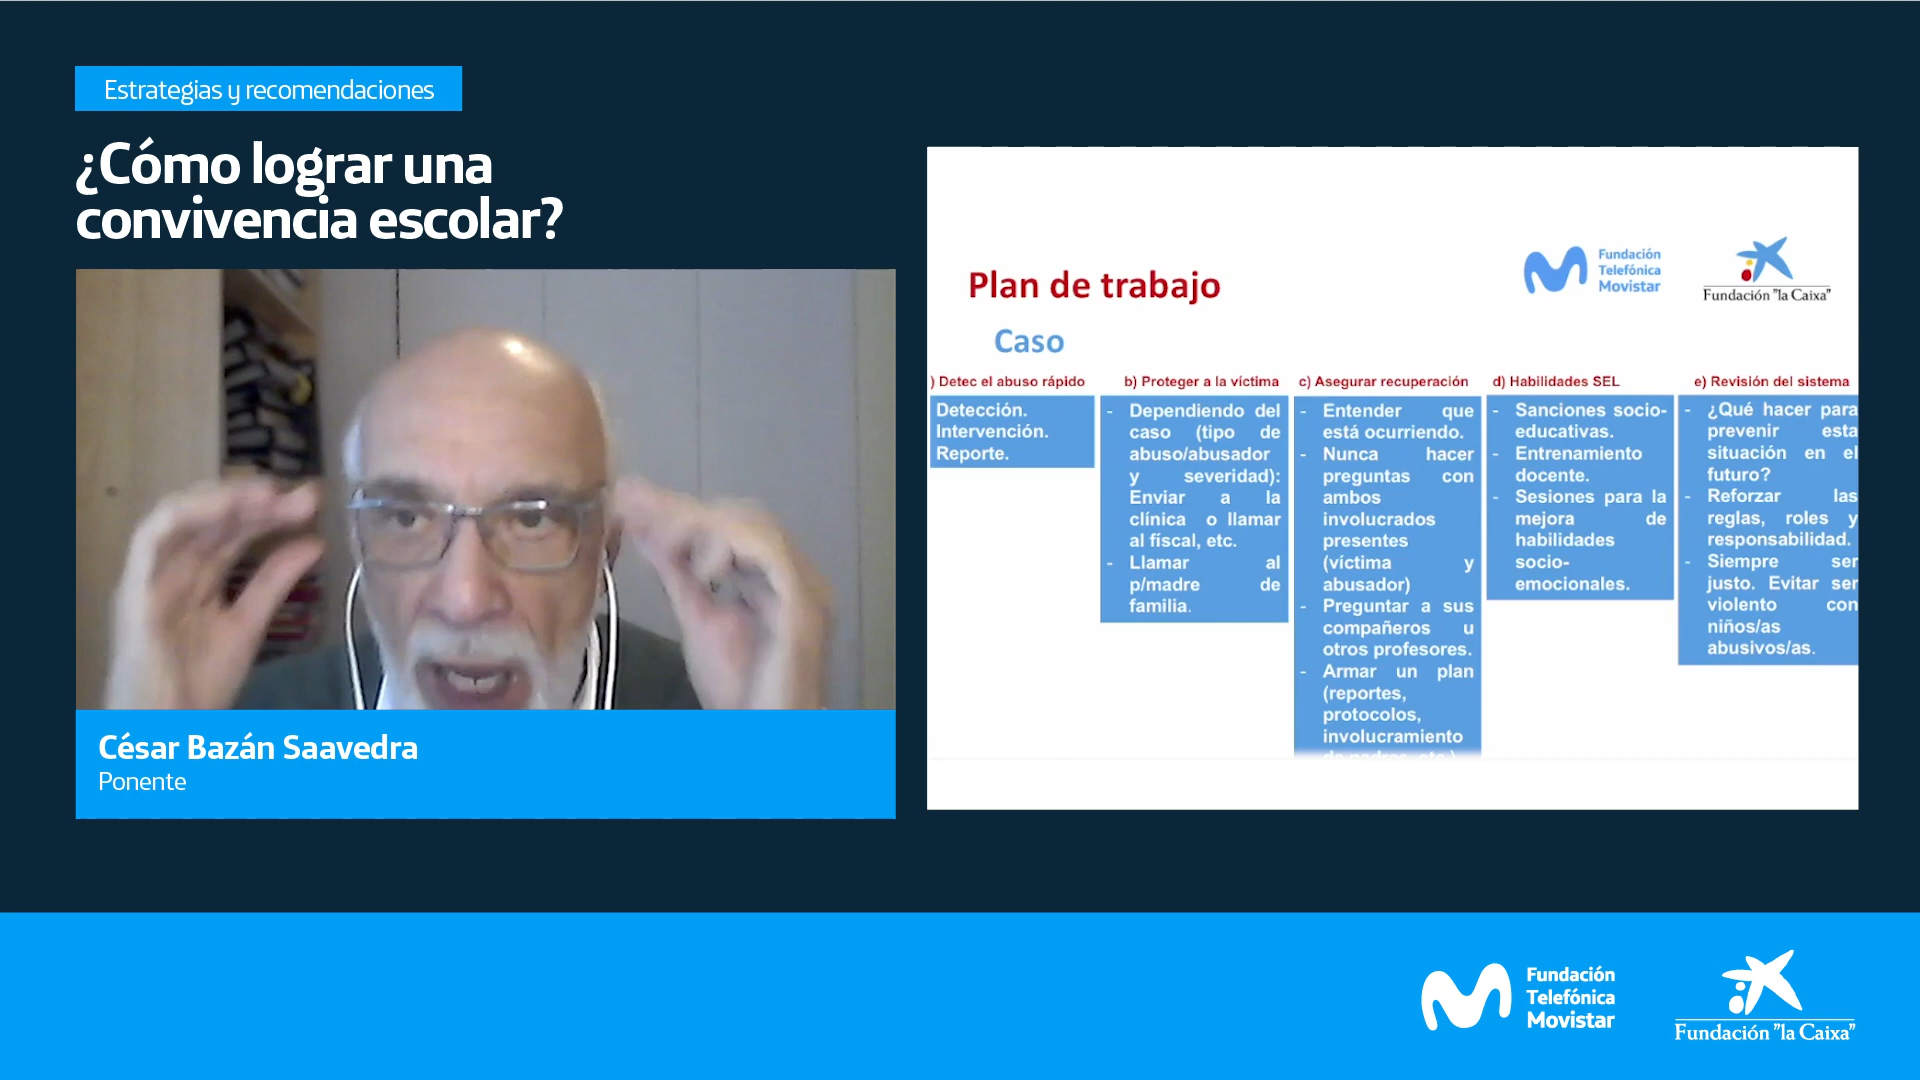 Estrategias y recomendaciones
¿Cómo lograr una
convivencia escolar?
César Bazán Saavedra
Ponente
Fundación
Telefónica
Movistar
Fundación "la Caixa"
Plan de trabajo
Caso
) Detec el abuso rápido
Detección.
Intervención.
Reporte.
b) Proteger a la víctima
- Dependiendo del
caso (tipo de
abuso/abusador
y severidad):
Enviar a la
clínica o llamar
al fiscal, etc.
- Llamar al
p/madre de
familia.
c) Asegurar recuperación
- Entender que
está ocurriendo.
- Nunca hacer
preguntas con
ambos
involucrados
presentes
(víctima y
abusador)
- Preguntar a sus
compañeros u
otros profesores.
- Armar un plan
(reportes,
protocolos,
involucramiento
de padres, etc.)
d) Habilidades SEL
- Sanciones socio-
educativas.
- Entrenamiento
docente.
- Sesiones para la
mejora de
habilidades
socio-
emocionales.
e) Revisión del sistema
- ¿Qué hacer para
prevenir esta
situación en el
futuro?
- Reforzar las
reglas, roles y
responsabilidad.
- Siempre ser
justo. Evitar ser
violento con
niños/as
abusivos/as.
Fundación
Telefónica
Movistar
Fundación "la Caixa"